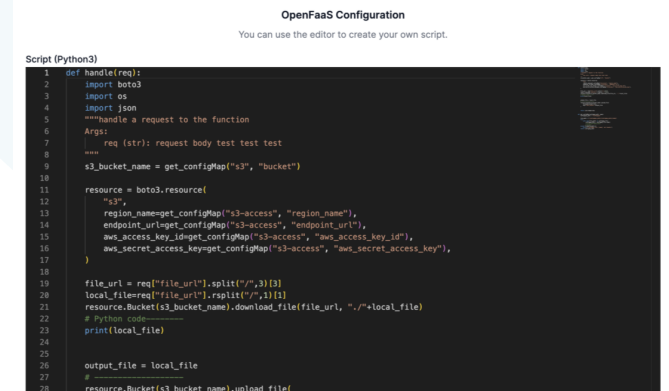 OpenFaaS Configuration
You can use the editor to create your own script.
Script (Python3)
1 def handle(req):
2     import boto3
3     import os
4     import json
5     """handle a request to the function
6     Args:
7         req (str): request body test test test
8     """
9     s3_bucket_name = get_configMap("s3", "bucket")
10
11     resource = boto3.resource(
12         "s3",
13         region_name=get_configMap("s3-access", "region_name"),
14         endpoint_url=get_configMap("s3-access", "endpoint_url"),
15         aws_access_key_id=get_configMap("s3-access", "aws_access_key_id"),
16         aws_secret_access_key=get_configMap("s3-access", "aws_secret_access_key"),
17     )
18
19     file_url = req["file_url"].split("/",3)[3]
20     local_file=req["file_url"].rsplit("/",1)[1]
21     resource.Bucket(s3_bucket_name).download_file(file_url, "./"+local_file)
22     # Python code--------
23     print(local_file)
24
25
26     output_file = local_file
27     # -------------------
28     resource.Bucket(s3_bucket_name).upload_file(